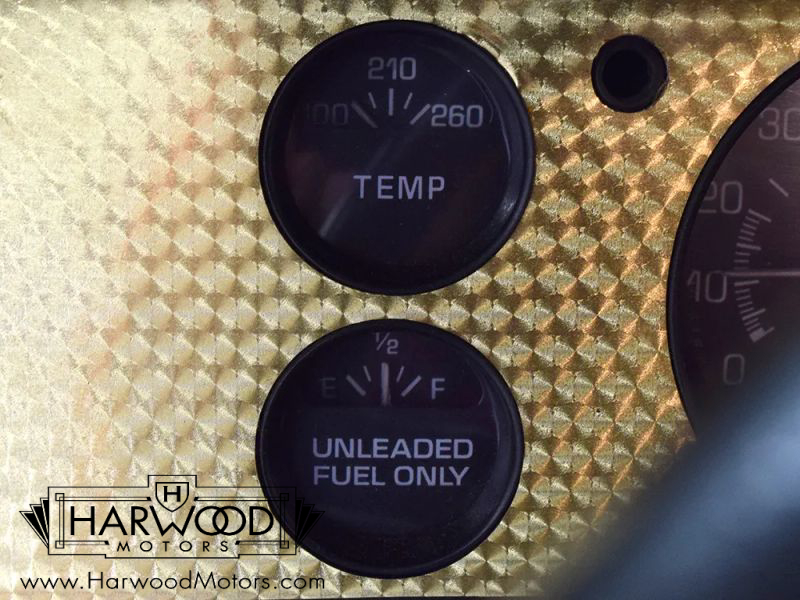 210
100 260
TEMP
30
20
10
0
1/2
E F
UNLEADED
FUEL ONLY
H
HARWOOD
MOTORS
www.HarwoodMotors.com